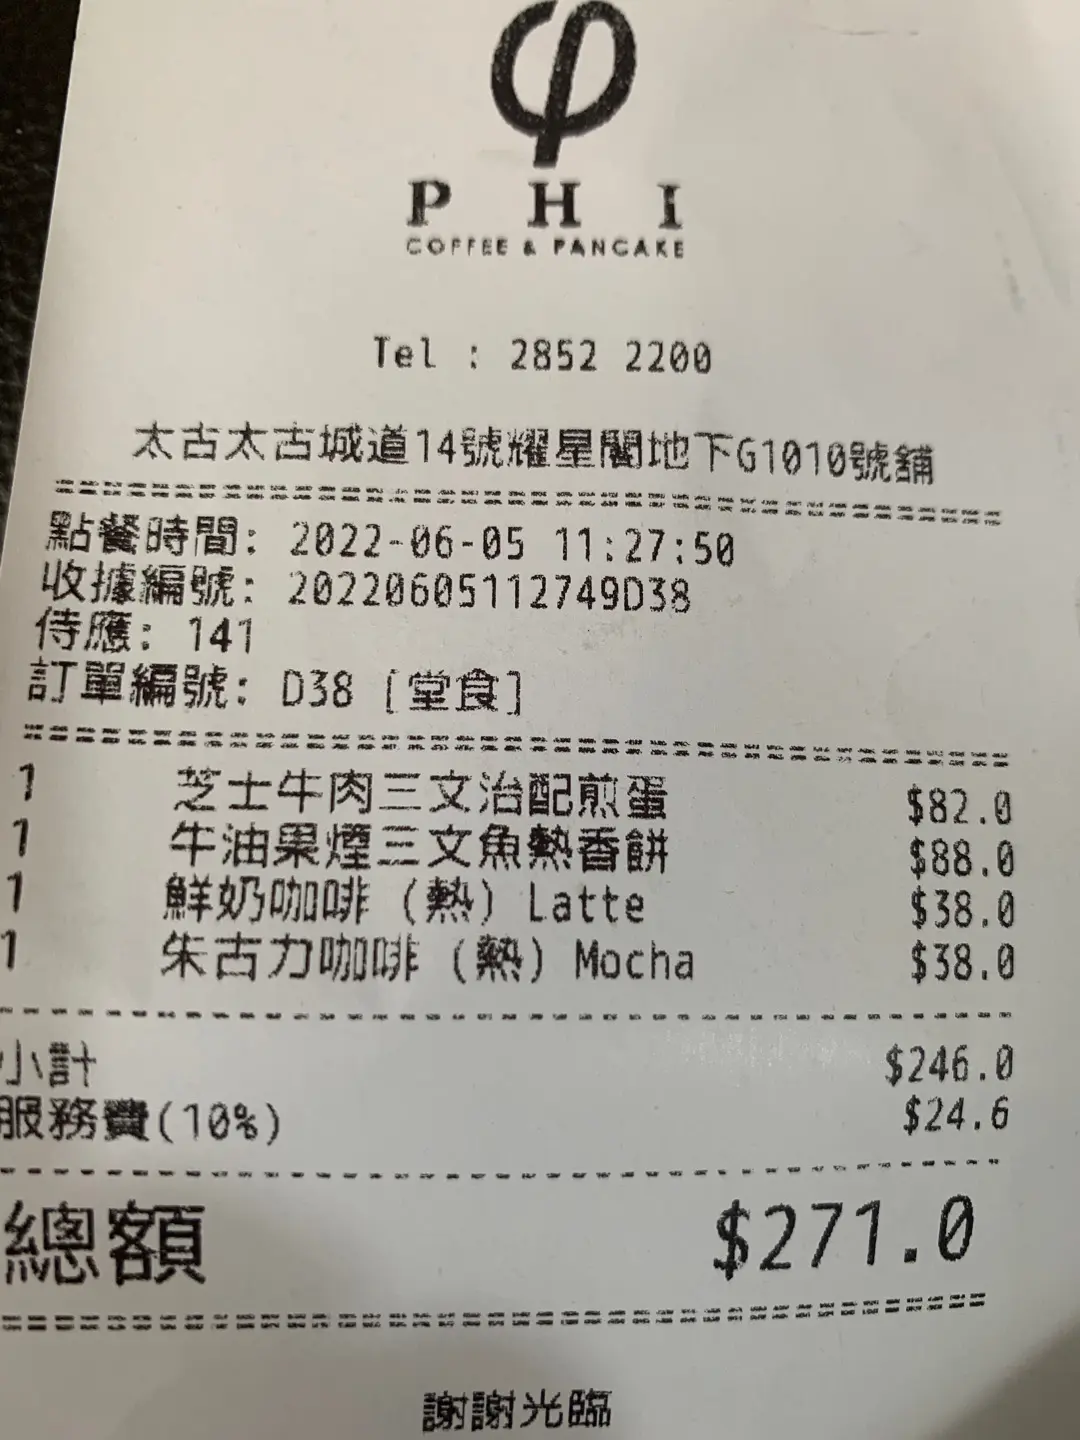 φ
PHI
COFFEE & PANCAKE
Tel : 2852 2200
太古太古城道14號耀星閣地下G1010號舖
點餐時間: 2022-06-05 11:27:50
收據編號: 20220605112749D38
侍應: 141
訂單編號: D38 [堂食]
1 芝士牛肉三文治配煎蛋 $82.0
1 牛油果煙三文魚熱香餅 $88.0
1 鮮奶咖啡 (熱) Latte $38.0
1 朱古力咖啡 (熱) Mocha $38.0
小計 $246.0
服務費(10%) $24.6
總額 $271.0
謝謝光臨